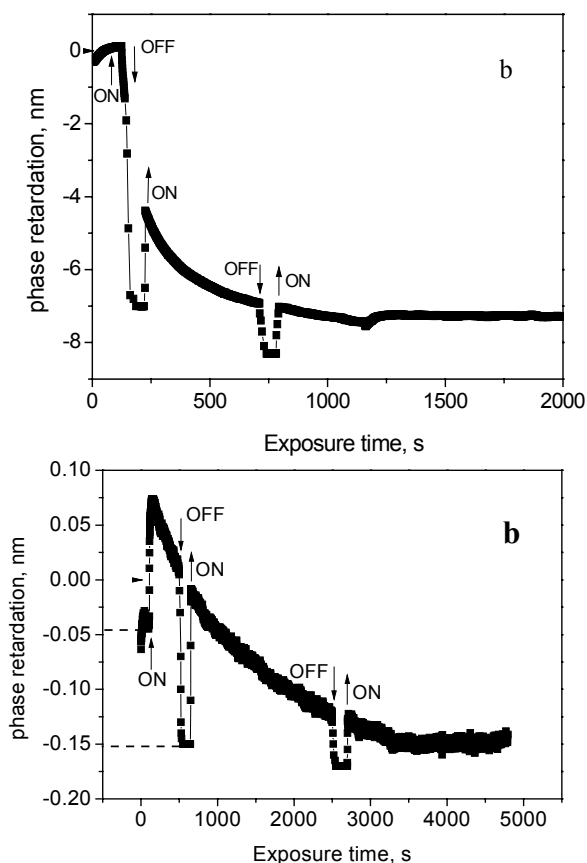 b
phase retardation, nm
0
-2
-4
-6
-8
ON
OFF
ON
OFF
ON
0
500
1000
1500
2000
Exposure time, s
b
phase retardation, nm
0.10
0.05
0.00
-0.05
-0.10
-0.15
-0.20
ON
OFF
ON
OFF
ON
0
1000
2000
3000
4000
5000
Exposure time, s